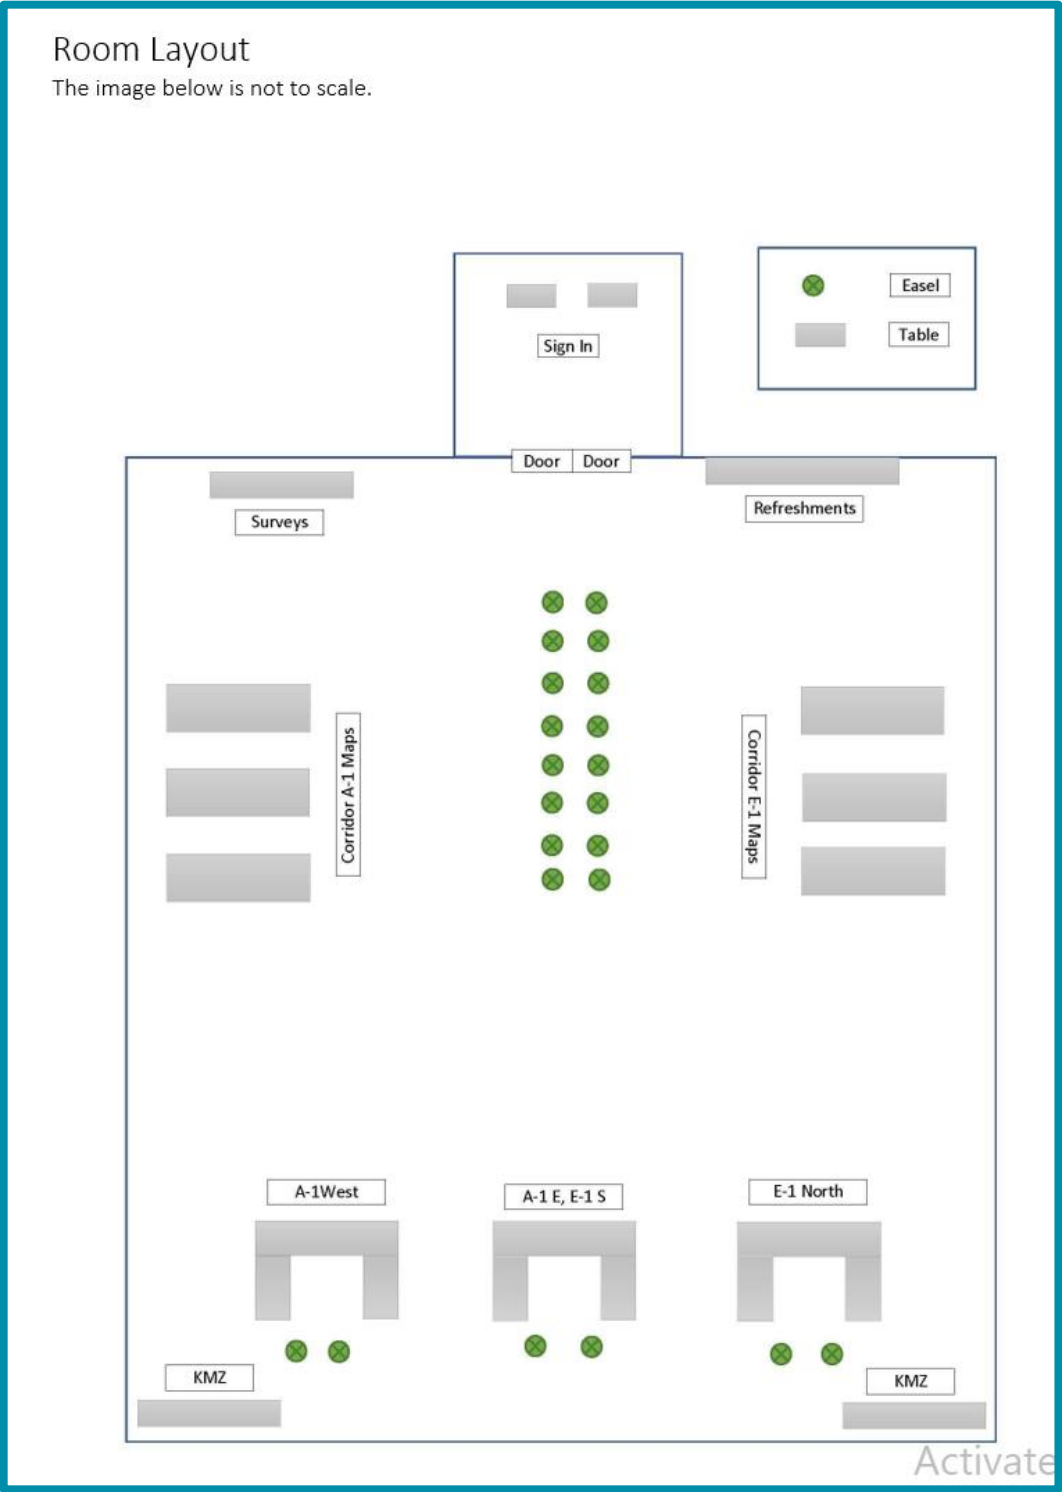 Room Layout
The image below is not to scale.
Easel
Table
Sign In
Door Door
Surveys
Refreshments
Corridor A-1 Maps
Corridor E-1 Maps
A-1West
A-1 E, E-1 S
E-1 North
KMZ
KMZ
Activate